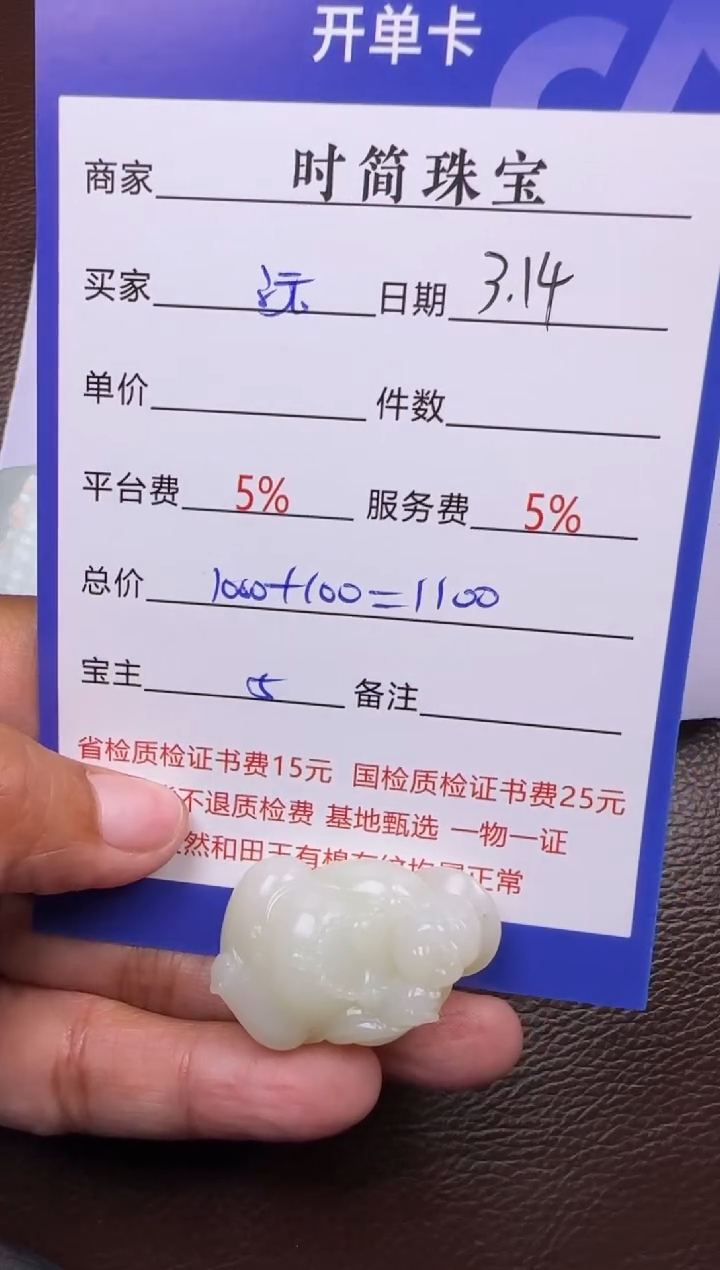 开单卡
商家 时简珠宝
买家 日期 3.14
单价 件数
平台费 5% 服务费 5%
总价 1000+100=1100
宝主 备注
省检质检证书费15元 国检质检证书费25元
不退质检费 基地甄选 一物一证
然和田玉有棉有纹均属正常